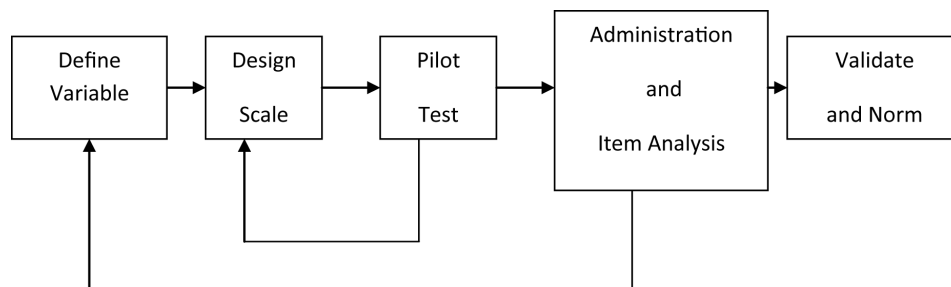 Define
Variable
Design
Scale
Pilot
Test
Administration
and
Item Analysis
Validate
and Norm